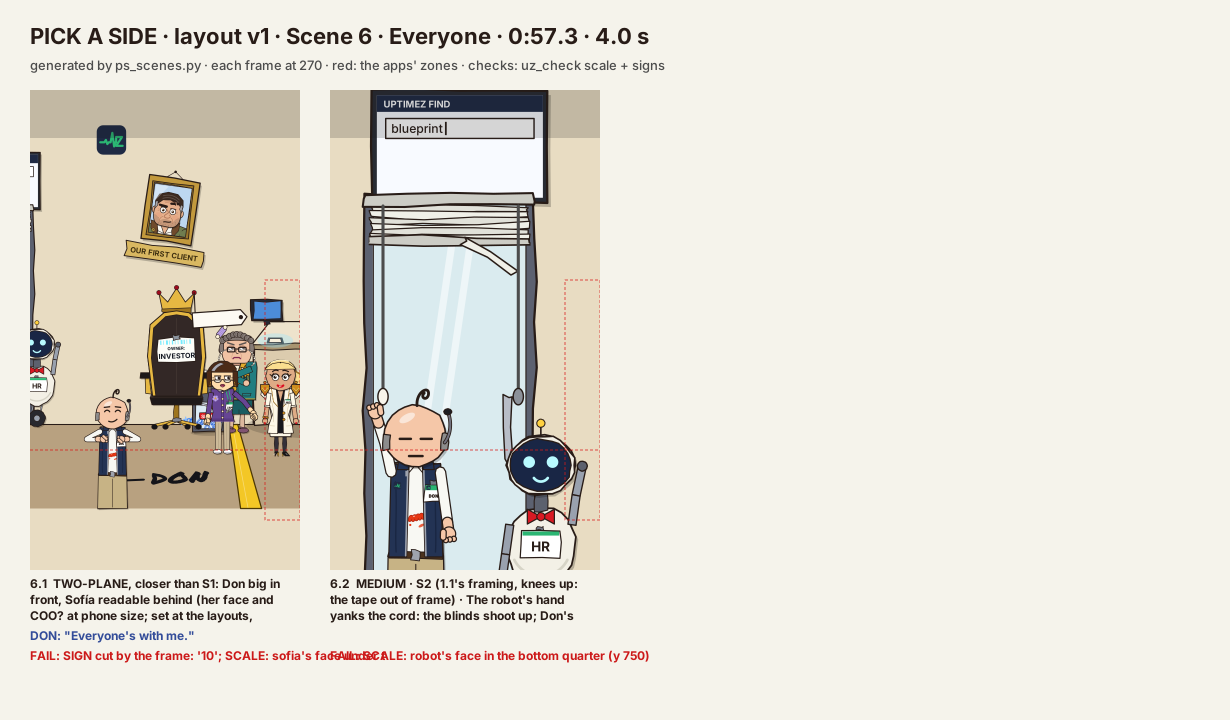 PICK A SIDE · layout v1 · Scene 6 · Everyone · 0:57.3 · 4.0 s
generated by ps_scenes.py · each frame at 270 · red: the apps' zones · checks: uz_check scale + signs
OUR FIRST CLIENT
OWNER:
INVESTOR
HR
DON
UPTIMEZ FIND
blueprint
DON
HR
6.1 TWO-PLANE, closer than S1: Don big in
front, Sofía readable behind (her face and
COO? at phone size; set at the layouts,
DON: "Everyone's with me."
FAIL: SIGN cut by the frame: '10'; SCALE: sofia's face
6.2 MEDIUM · S2 (1.1's framing, knees up:
the tape out of frame) · The robot's hand
yanks the cord: the blinds shoot up; Don's
FAIL: SCALE: robot's face in the bottom quarter (y 750)